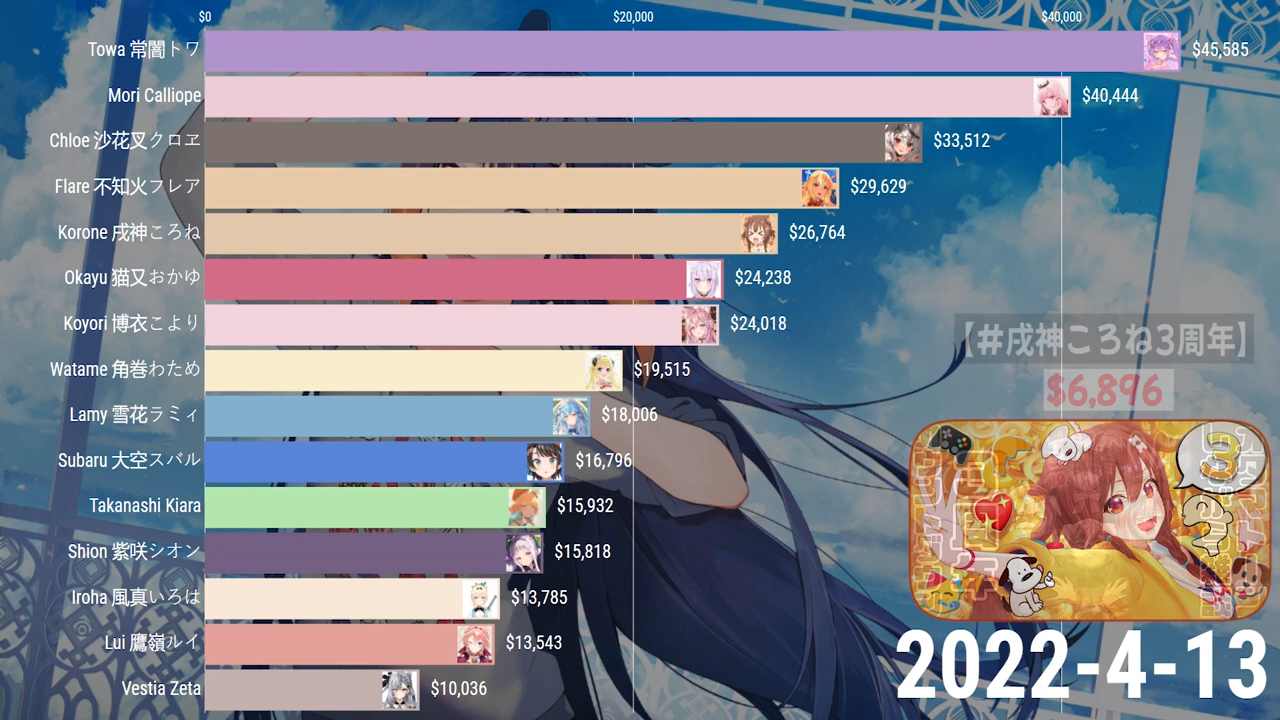 $0 $20,000 $40,000
Towa 常闇トワ $45,585
Mori Calliope $40,444
Chloe 沙花叉クロヱ $33,512
Flare 不知火フレア $29,629
Korone 戌神ころね $26,764
Okayu 猫又おかゆ $24,238
Koyori 博衣こより $24,018
Watame 角巻わため $19,515
Lamy 雪花ラミィ $18,006
Subaru 大空スバル $16,796
Takanashi Kiara $15,932
Shion 紫咲シオン $15,818
Iroha 風真いろは $13,785
Lui 鷹嶺ルイ $13,543
Vestia Zeta $10,036
【#戌神ころね3周年】
$6,896
2022-4-13